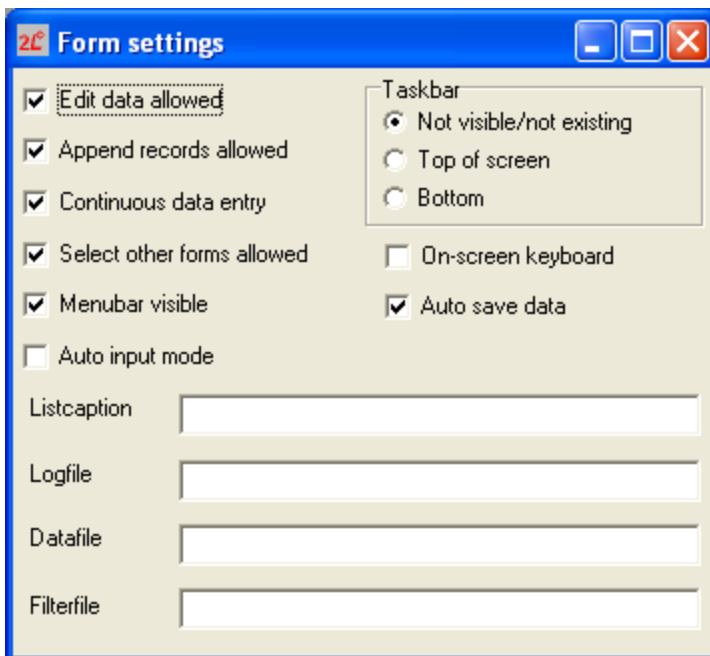 2C Form settings
Edit data allowed
Append records allowed
Continuous data entry
Select other forms allowed
Menubar visible
Auto input mode
Taskbar
Not visible/not existing
Top of screen
Bottom
On-screen keyboard
Auto save data
Listcaption
Logfile
Datafile
Filterfile